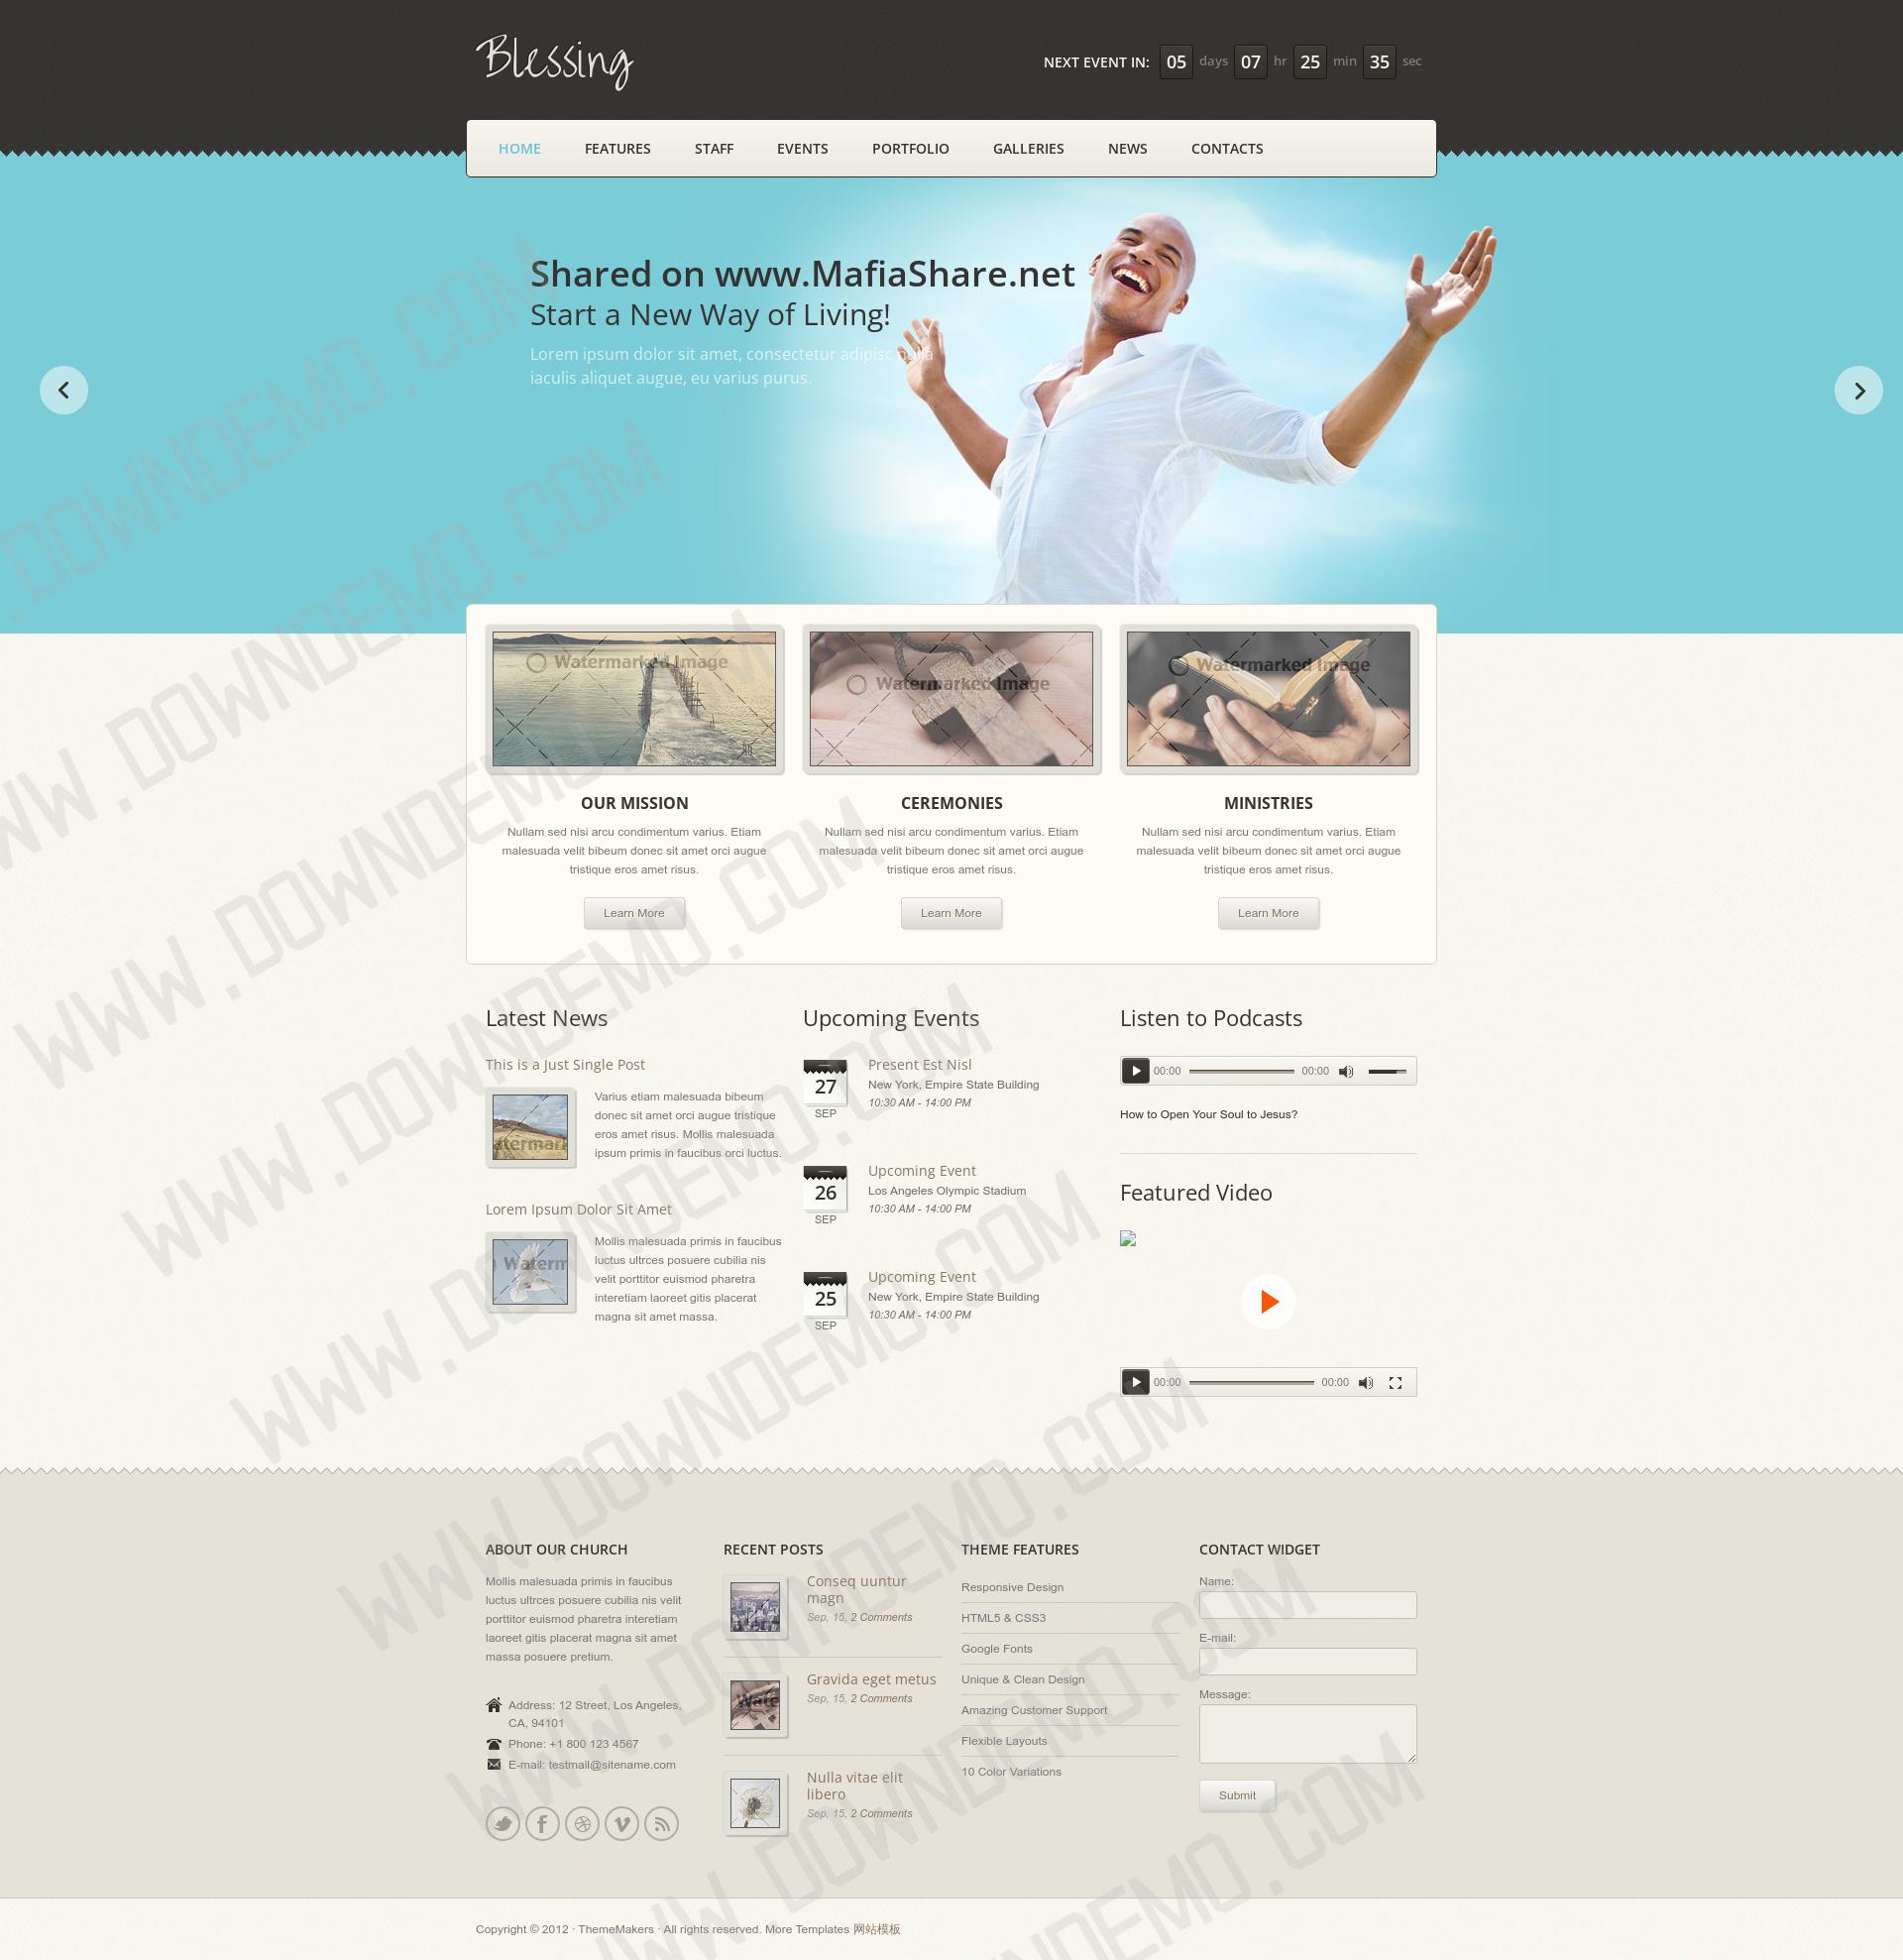 Blessing
NEXT EVENT IN: 05 days 07 hr 25 min 35 sec
HOME FEATURES STAFF EVENTS PORTFOLIO GALLERIES NEWS CONTACTS
Shared on www.MafiaShare.net
Start a New Way of Living!
Lorem ipsum dolor sit amet, consectetur adipisc nulla
iaculis aliquet augue, eu varius purus.
Watermarked Image
Watermarked Image
Watermarked Image
OUR MISSION
Nullam sed nisi arcu condimentum varius. Etiam
malesuada velit bibeum donec sit amet orci augue
tristique eros amet risus.
Learn More
CEREMONIES
Nullam sed nisi arcu condimentum varius. Etiam
malesuada velit bibeum donec sit amet orci augue
tristique eros amet risus.
Learn More
MINISTRIES
Nullam sed nisi arcu condimentum varius. Etiam
malesuada velit bibeum donec sit amet orci augue
tristique eros amet risus.
Learn More
Latest News
This is a Just Single Post
Varius etiam malesuada bibeum
donec sit amet orci augue tristique
eros amet risus. Mollis malesuada
ipsum primis in faucibus orci luctus.
Lorem Ipsum Dolor Sit Amet
Mollis malesuada primis in faucibus
luctus ultrces posuere cubilia nis
velit porttitor euismod pharetra
interetiam laoreet gitis placerat
magna sit amet massa.
Upcoming Events
27
SEP
Present Est Nisl
New York, Empire State Building
10:30 AM - 14:00 PM
26
SEP
Upcoming Event
Los Angeles Olympic Stadium
10:30 AM - 14:00 PM
25
SEP
Upcoming Event
New York, Empire State Building
10:30 AM - 14:00 PM
Listen to Podcasts
00:00 00:00
How to Open Your Soul to Jesus?
Featured Video
00:00 00:00
ABOUT OUR CHURCH
Mollis malesuada primis in faucibus
luctus ultrces posuere cubilia nis velit
porttitor euismod pharetra interetiam
laoreet gitis placerat magna sit amet
massa posuere pretium.
Address: 12 Street, Los Angeles,
CA, 94101
Phone: +1 800 123 4567
E-mail: testmail@sitename.com
RECENT POSTS
Conseq uuntur
magn
Sep, 15, 2 Comments
Gravida eget metus
Sep, 15, 2 Comments
Nulla vitae elit
libero
Sep, 15, 2 Comments
THEME FEATURES
Responsive Design
HTML5 & CSS3
Google Fonts
Unique & Clean Design
Amazing Customer Support
Flexible Layouts
10 Color Variations
CONTACT WIDGET
Name:
E-mail:
Message:
Submit
Copyright © 2012 · ThemeMakers · All rights reserved. More Templates 网站模板
WWW.DOWNDEMO.COM